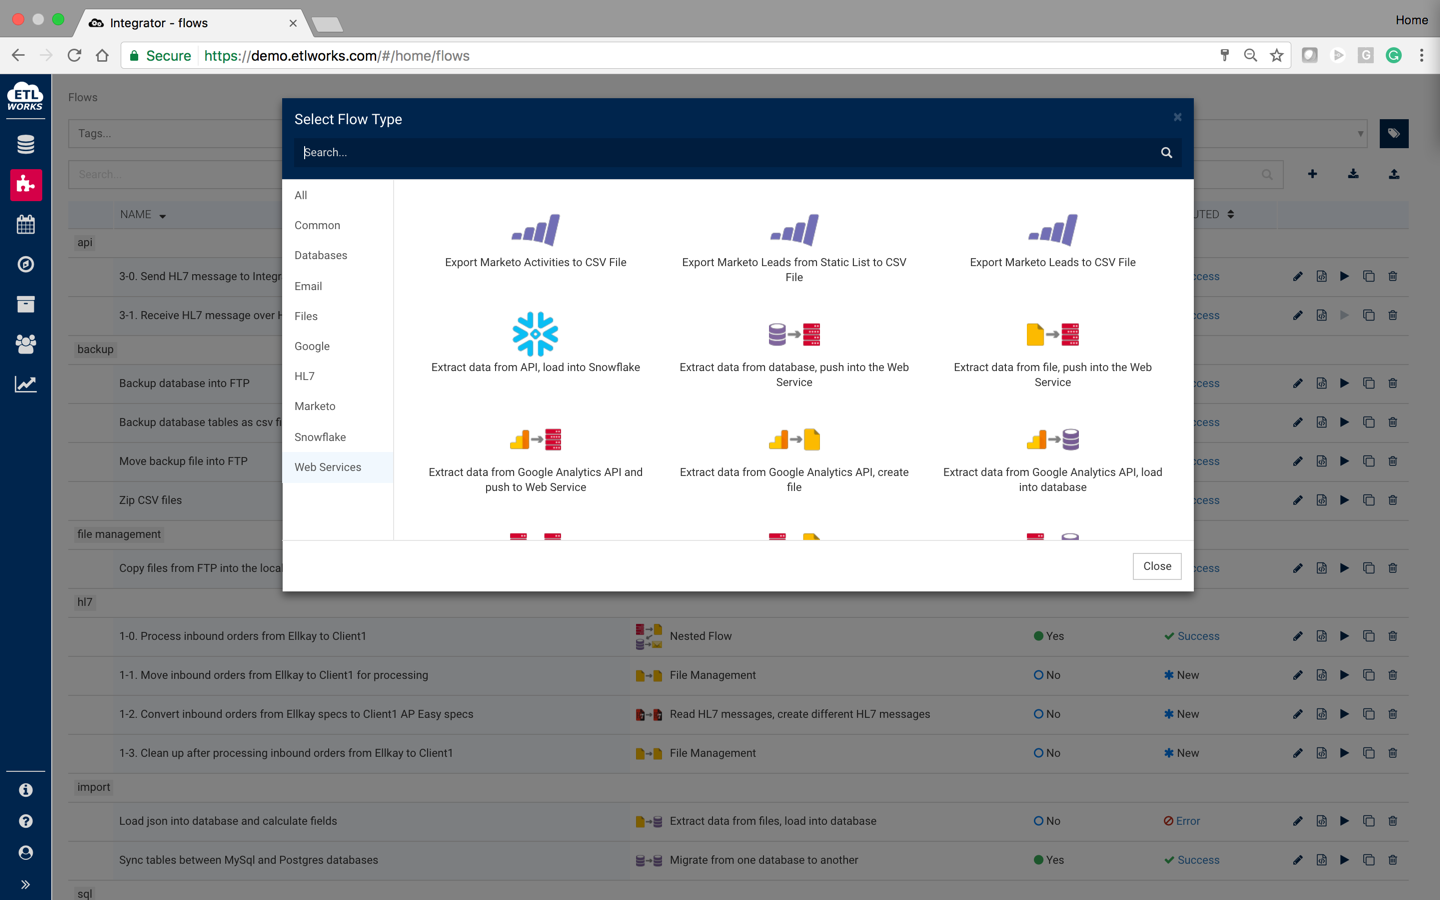 Integrator - flows
Home
Secure
https://demo.etlworks.com/#/home/flows
ETL
WORKS
Flows
Tags...
Search...
NAME
UTED
api
3-0. Send HL7 message to Integr
ccess
3-1. Receive HL7 message over H
ccess
backup
Backup database into FTP
ccess
Backup database tables as csv fi
ccess
Move backup file into FTP
ccess
Zip CSV files
ccess
file management
Copy files from FTP into the local
ccess
Select Flow Type
×
Search...
All
Common
Databases
Email
Files
Google
HL7
Marketo
Snowflake
Web Services
Export Marketo Activities to CSV File
Export Marketo Leads from Static List to CSV
File
Export Marketo Leads to CSV File
Extract data from API, load into Snowflake
Extract data from database, push into the Web
Service
Extract data from file, push into the Web
Service
Extract data from Google Analytics API and
push to Web Service
Extract data from Google Analytics API, create
file
Extract data from Google Analytics API, load
into database
Close
hl7
1-0. Process inbound orders from Ellkay to Client1 Nested Flow Yes Success
1-1. Move inbound orders from Ellkay to Client1 for processing File Management No New
1-2. Convert inbound orders from Ellkay specs to Client1 AP Easy specs Read HL7 messages, create different HL7 messages No New
1-3. Clean up after processing inbound orders from Ellkay to Client1 File Management No New
import
Load json into database and calculate fields Extract data from files, load into database No Error
Sync tables between MySql and Postgres databases Migrate from one database to another Yes Success
sql